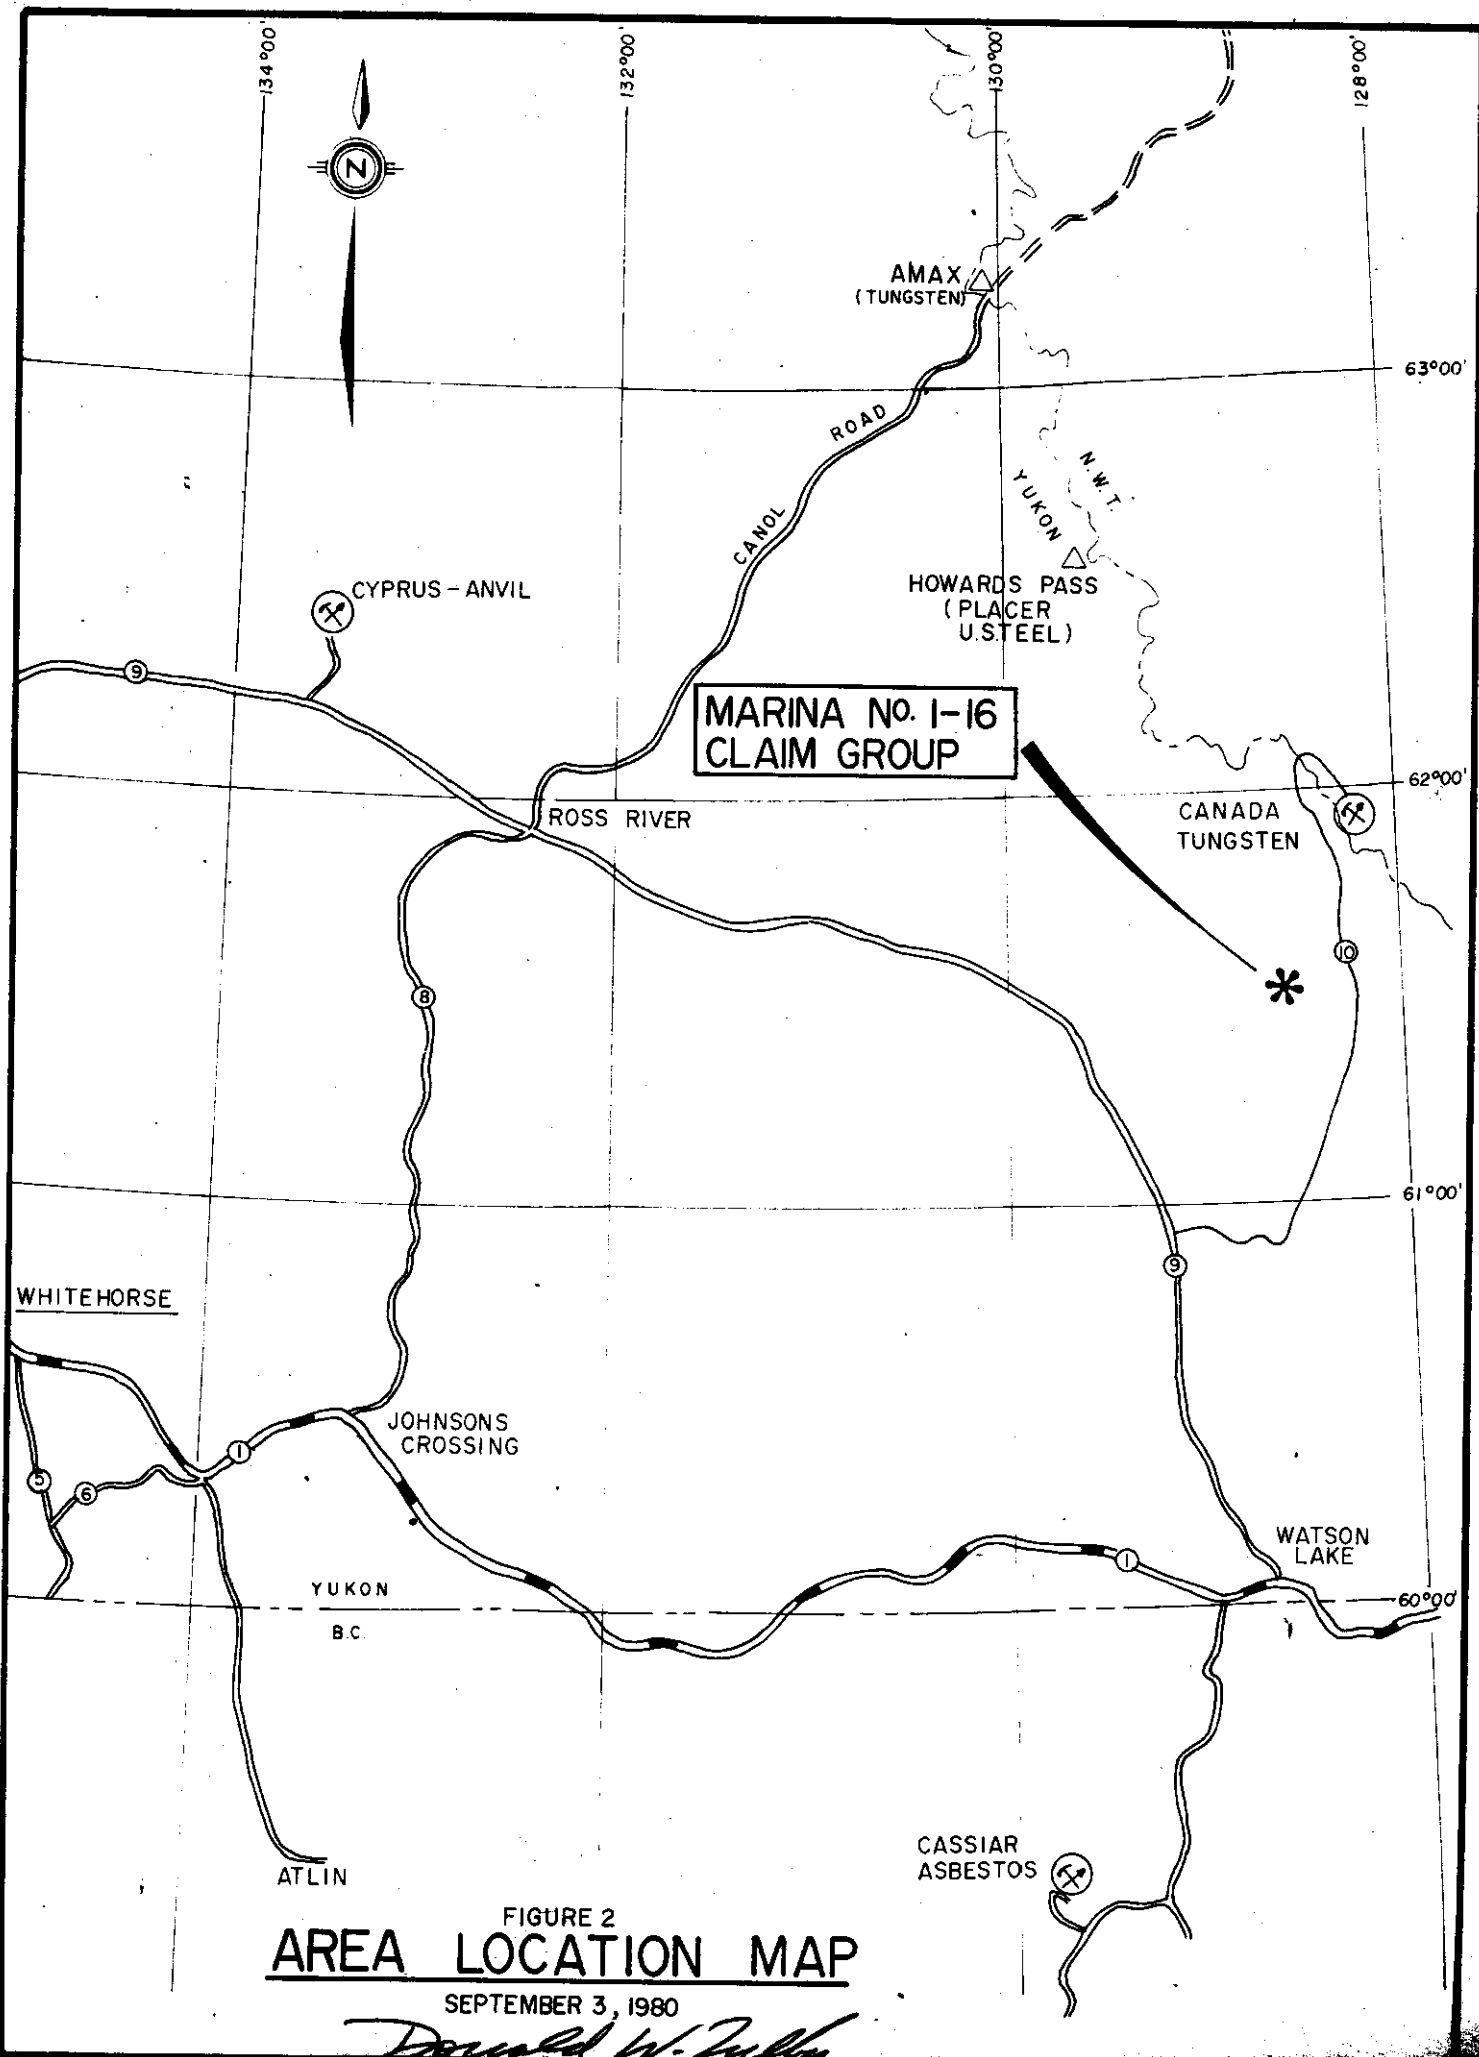 134°00'
132°00'
130°00'
128°00'
N
AMAX
(TUNGSTEN)
63°00'
CANOL ROAD
N.W.T.
YUKON
CYPRUS-ANVIL
HOWARDS PASS
(PLACER
U.S.TEEL)
9
MARINA NO. 1-16
CLAIM GROUP
62°00'
ROSS RIVER
CANADA
TUNGSTEN
10
8
61°00'
9
WHITEHORSE
JOHNSONS
CROSSING
1
5
6
WATSON
LAKE
1
YUKON
60°00'
B.C.
CASSIAR
ASBESTOS
ATLIN
FIGURE 2
AREA LOCATION MAP
SEPTEMBER 3, 1980
Donald W.